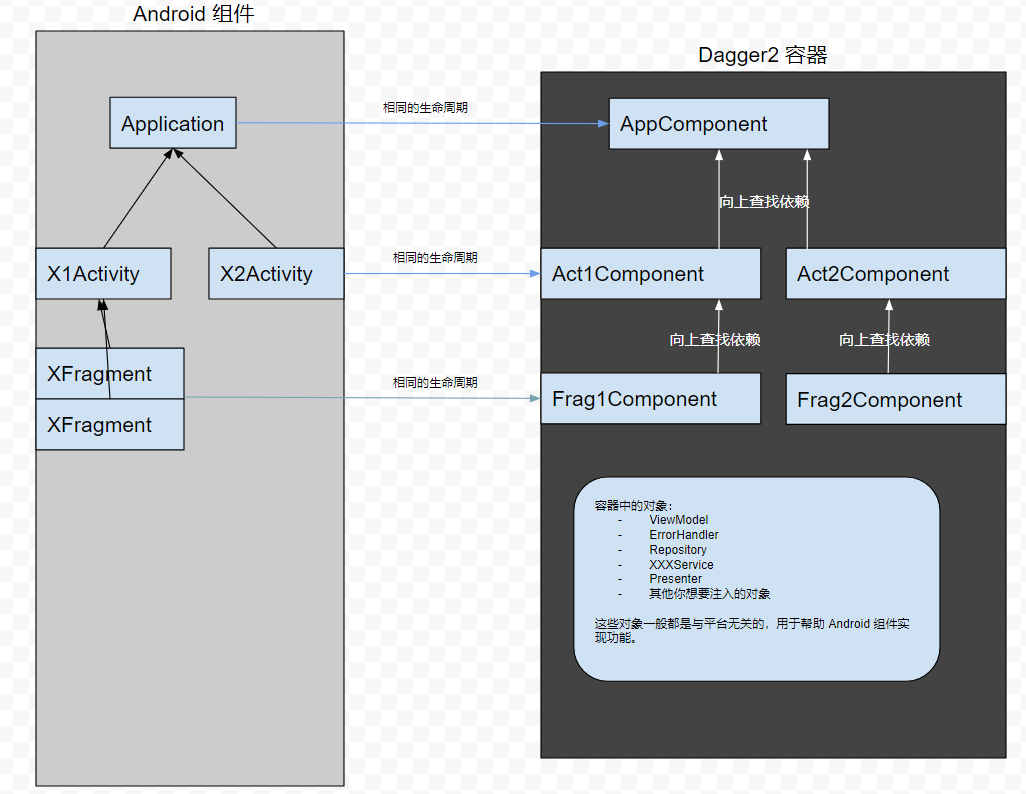 Android 组件
Dagger2 容器
Application
相同的生命周期
AppComponent
向上查找依赖
X1Activity
X2Activity
相同的生命周期
Act1Component
Act2Component
向上查找依赖
向上查找依赖
XFragment
相同的生命周期
Frag1Component
Frag2Component
XFragment
容器中的对象：
- ViewModel
- ErrorHandler
- Repository
- XXXService
- Presenter
- 其他你想要注入的对象
这些对象一般都是与平台无关的，用于帮助 Android 组件实
现功能。